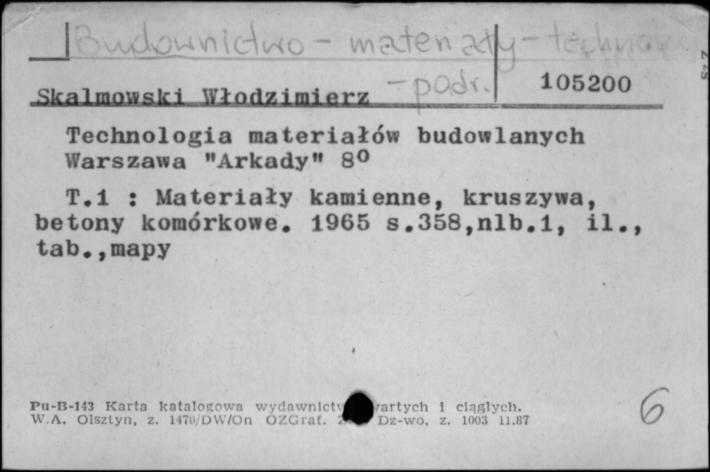 Budownictwo - materiały - techno
- podr.
105200
Skalmowski Włodzimierz
Technologia materiałów budowlanych
Warszawa "Arkady" 8º
T.1 : Materiały kamienne, kruszywa,
betony komórkowe. 1965 s.358,nlb.1, il.,
tab.,mapy
Pu-B-143 Karta katalogowa wydawnictw wartych i ciągłych.
W.A. Olsztyn, z. 1470/DW/On OZGraf. Dz-wo, z. 1003 11.87
6